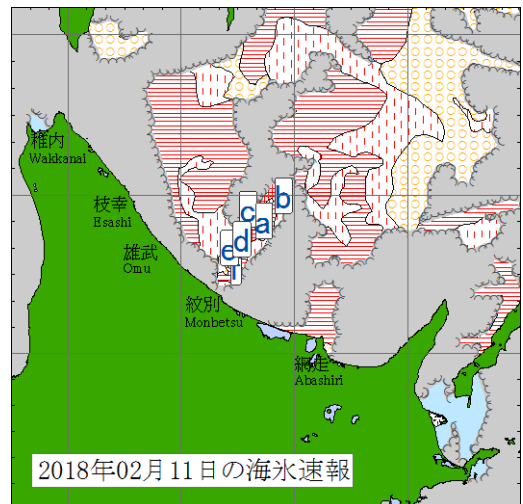 稚内
Wakkanai
枝幸
Esashi
雄武
Omu
紋別
Monbetsu
網走
Abashiri
b
c
a
d
e
2018年02月11日の海氷速報